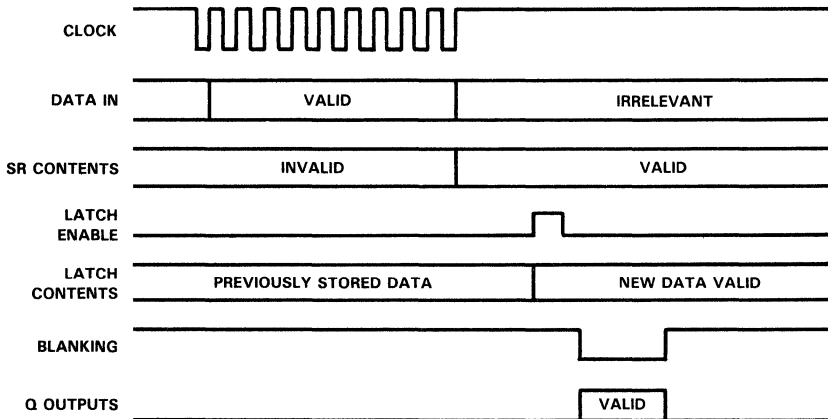 CLOCK
DATA IN
VALID
IRRELEVANT
SR CONTENTS
INVALID
VALID
LATCH
ENABLE
LATCH
CONTENTS
PREVIOUSLY STORED DATA
NEW DATA VALID
BLANKING
Q OUTPUTS
VALID